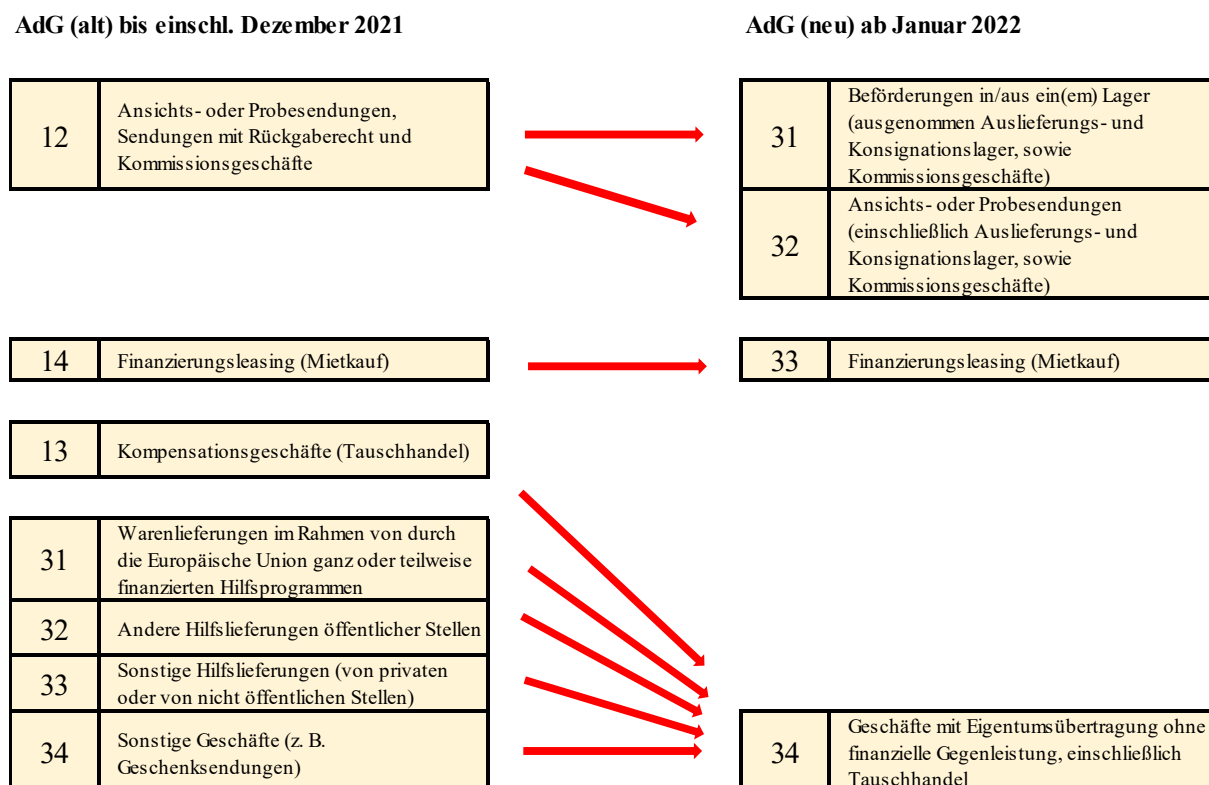 AdG (alt) bis einschl. Dezember 2021
AdG (neu) ab Januar 2022
12
Ansichts- oder Probesendungen,
Sendungen mit Rückgaberecht und
Kommissionsgeschäfte
31
Beförderungen in/aus ein(em) Lager
(ausgenommen Auslieferungs- und
Konsignationslager, sowie
Kommissionsgeschäfte)
32
Ansichts- oder Probesendungen
(einschließlich Auslieferungs- und
Konsignationslager, sowie
Kommissionsgeschäfte)
14
Finanzierungsleasing (Mietkauf)
33
Finanzierungsleasing (Mietkauf)
13
Kompensationsgeschäfte (Tauschhandel)
31
Warenlieferungen im Rahmen von durch
die Europäische Union ganz oder teilweise
finanzierten Hilfsprogrammen
32
Andere Hilfslieferungen öffentlicher Stellen
33
Sonstige Hilfslieferungen (von privaten
oder von nicht öffentlichen Stellen)
34
Sonstige Geschäfte (z. B.
Geschenksendungen)
34
Geschäfte mit Eigentumsübertragung ohne
finanzielle Gegenleistung, einschließlich
Tauschhandel